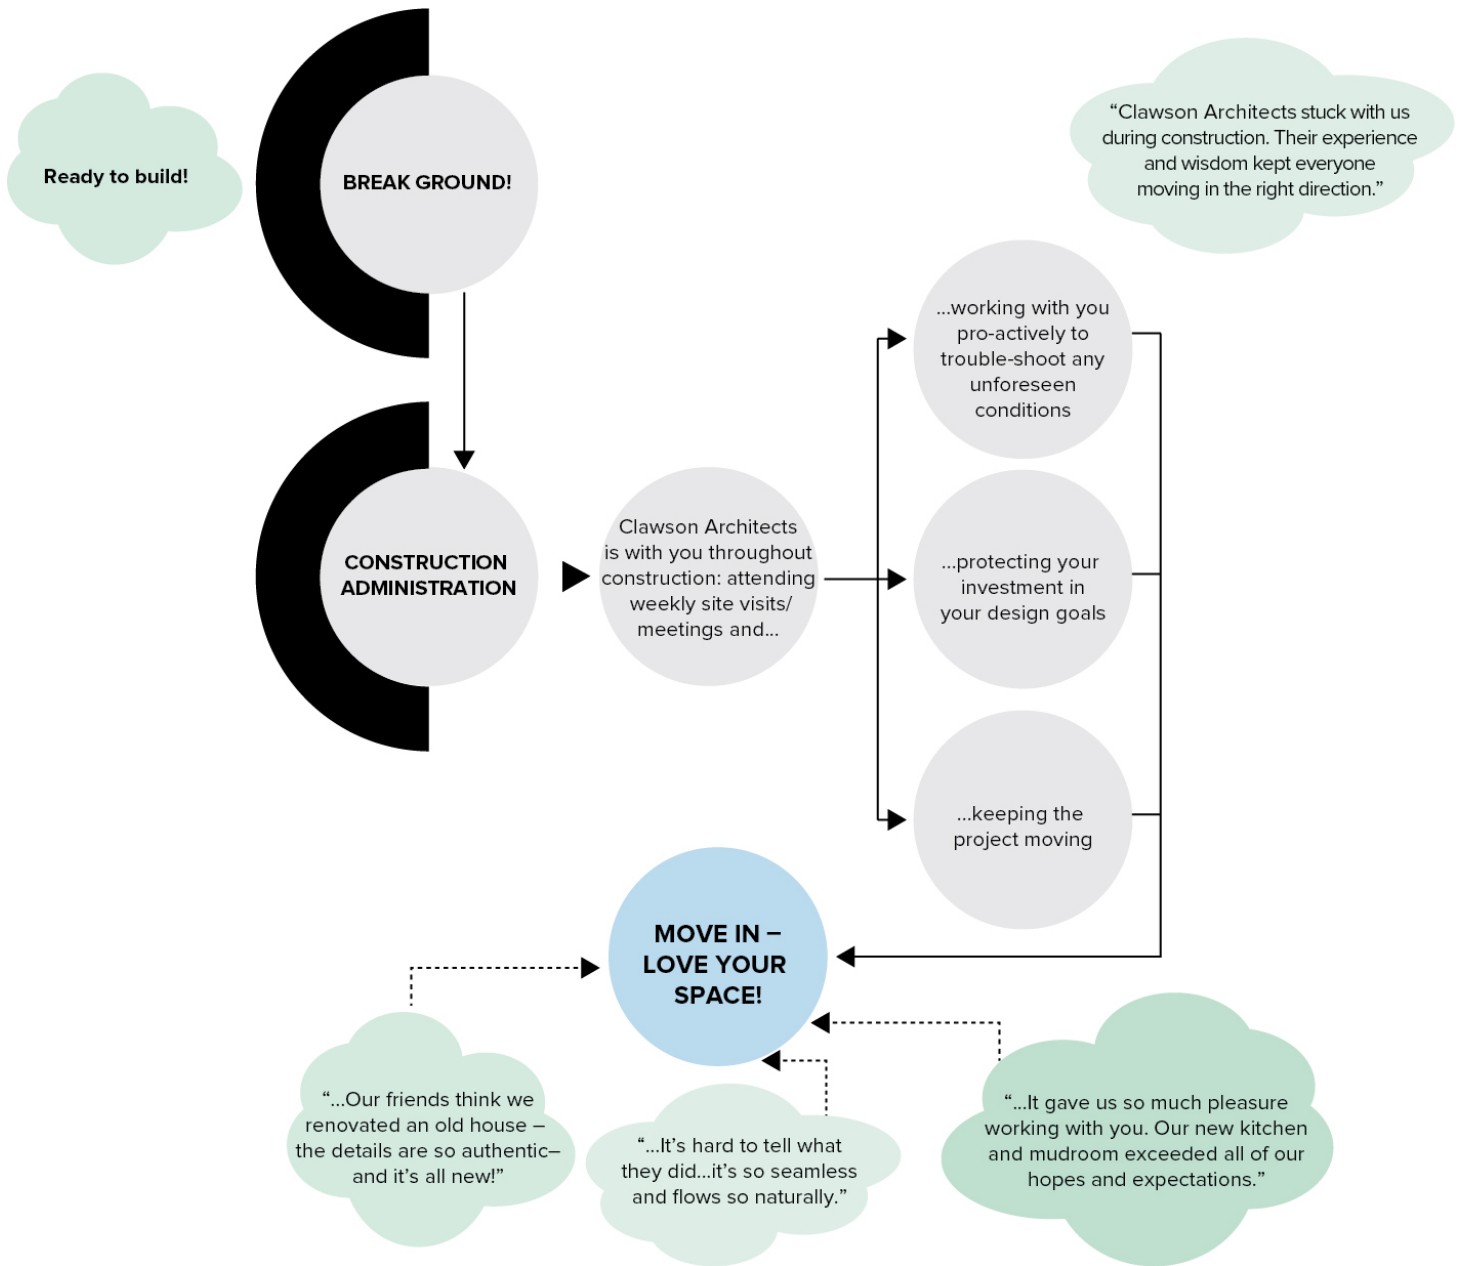 Ready to build!
BREAK GROUND!
“Clawson Architects stuck with us
during construction. Their experience
and wisdom kept everyone
moving in the right direction.”
CONSTRUCTION
ADMINISTRATION
Clawson Architects
is with you throughout
construction: attending
weekly site visits/
meetings and...
...working with you
pro-actively to
trouble-shoot any
unforeseen
conditions
...protecting your
investment in
your design goals
...keeping the
project moving
MOVE IN –
LOVE YOUR
SPACE!
“...Our friends think we
renovated an old house –
the details are so authentic–
and it’s all new!”
“...It’s hard to tell what
they did...it’s so seamless
and flows so naturally.”
“...It gave us so much pleasure
working with you. Our new kitchen
and mudroom exceeded all of our
hopes and expectations.”